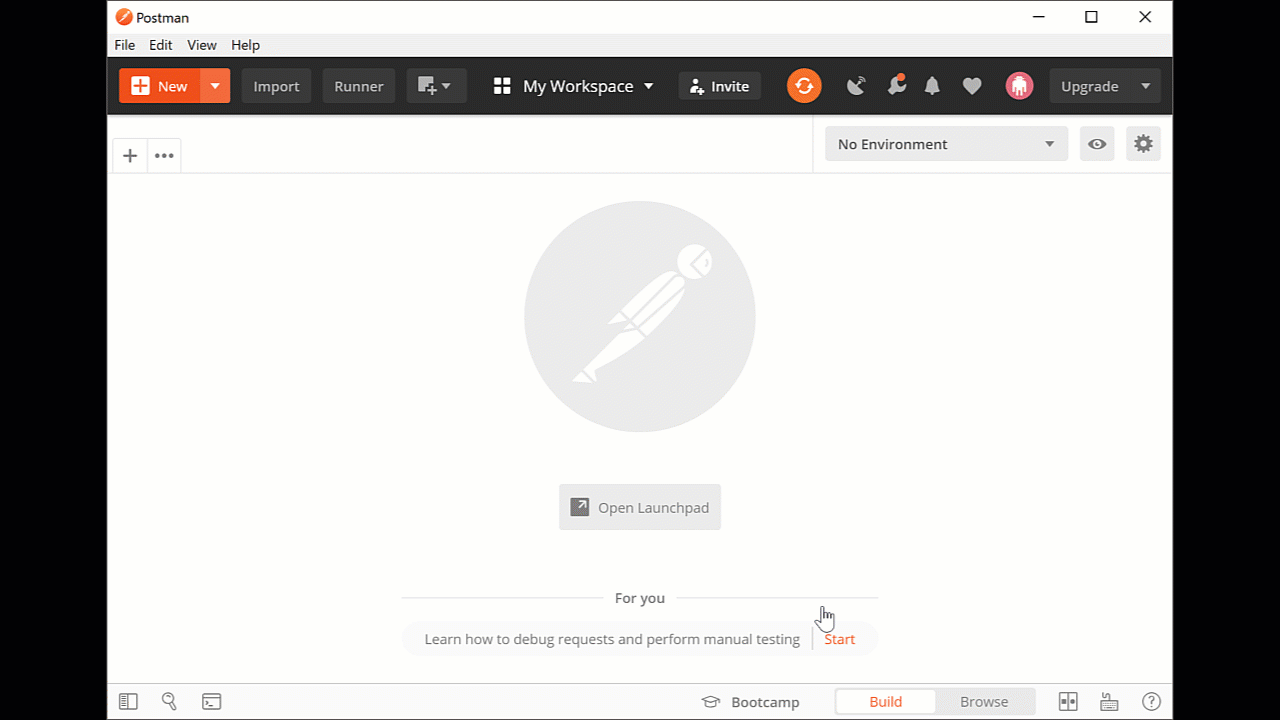 Postman
File Edit View Help
New Import Runner My Workspace Invite Upgrade
No Environment
Open Launchpad
For you
Learn how to debug requests and perform manual testing Start
Bootcamp Build Browse